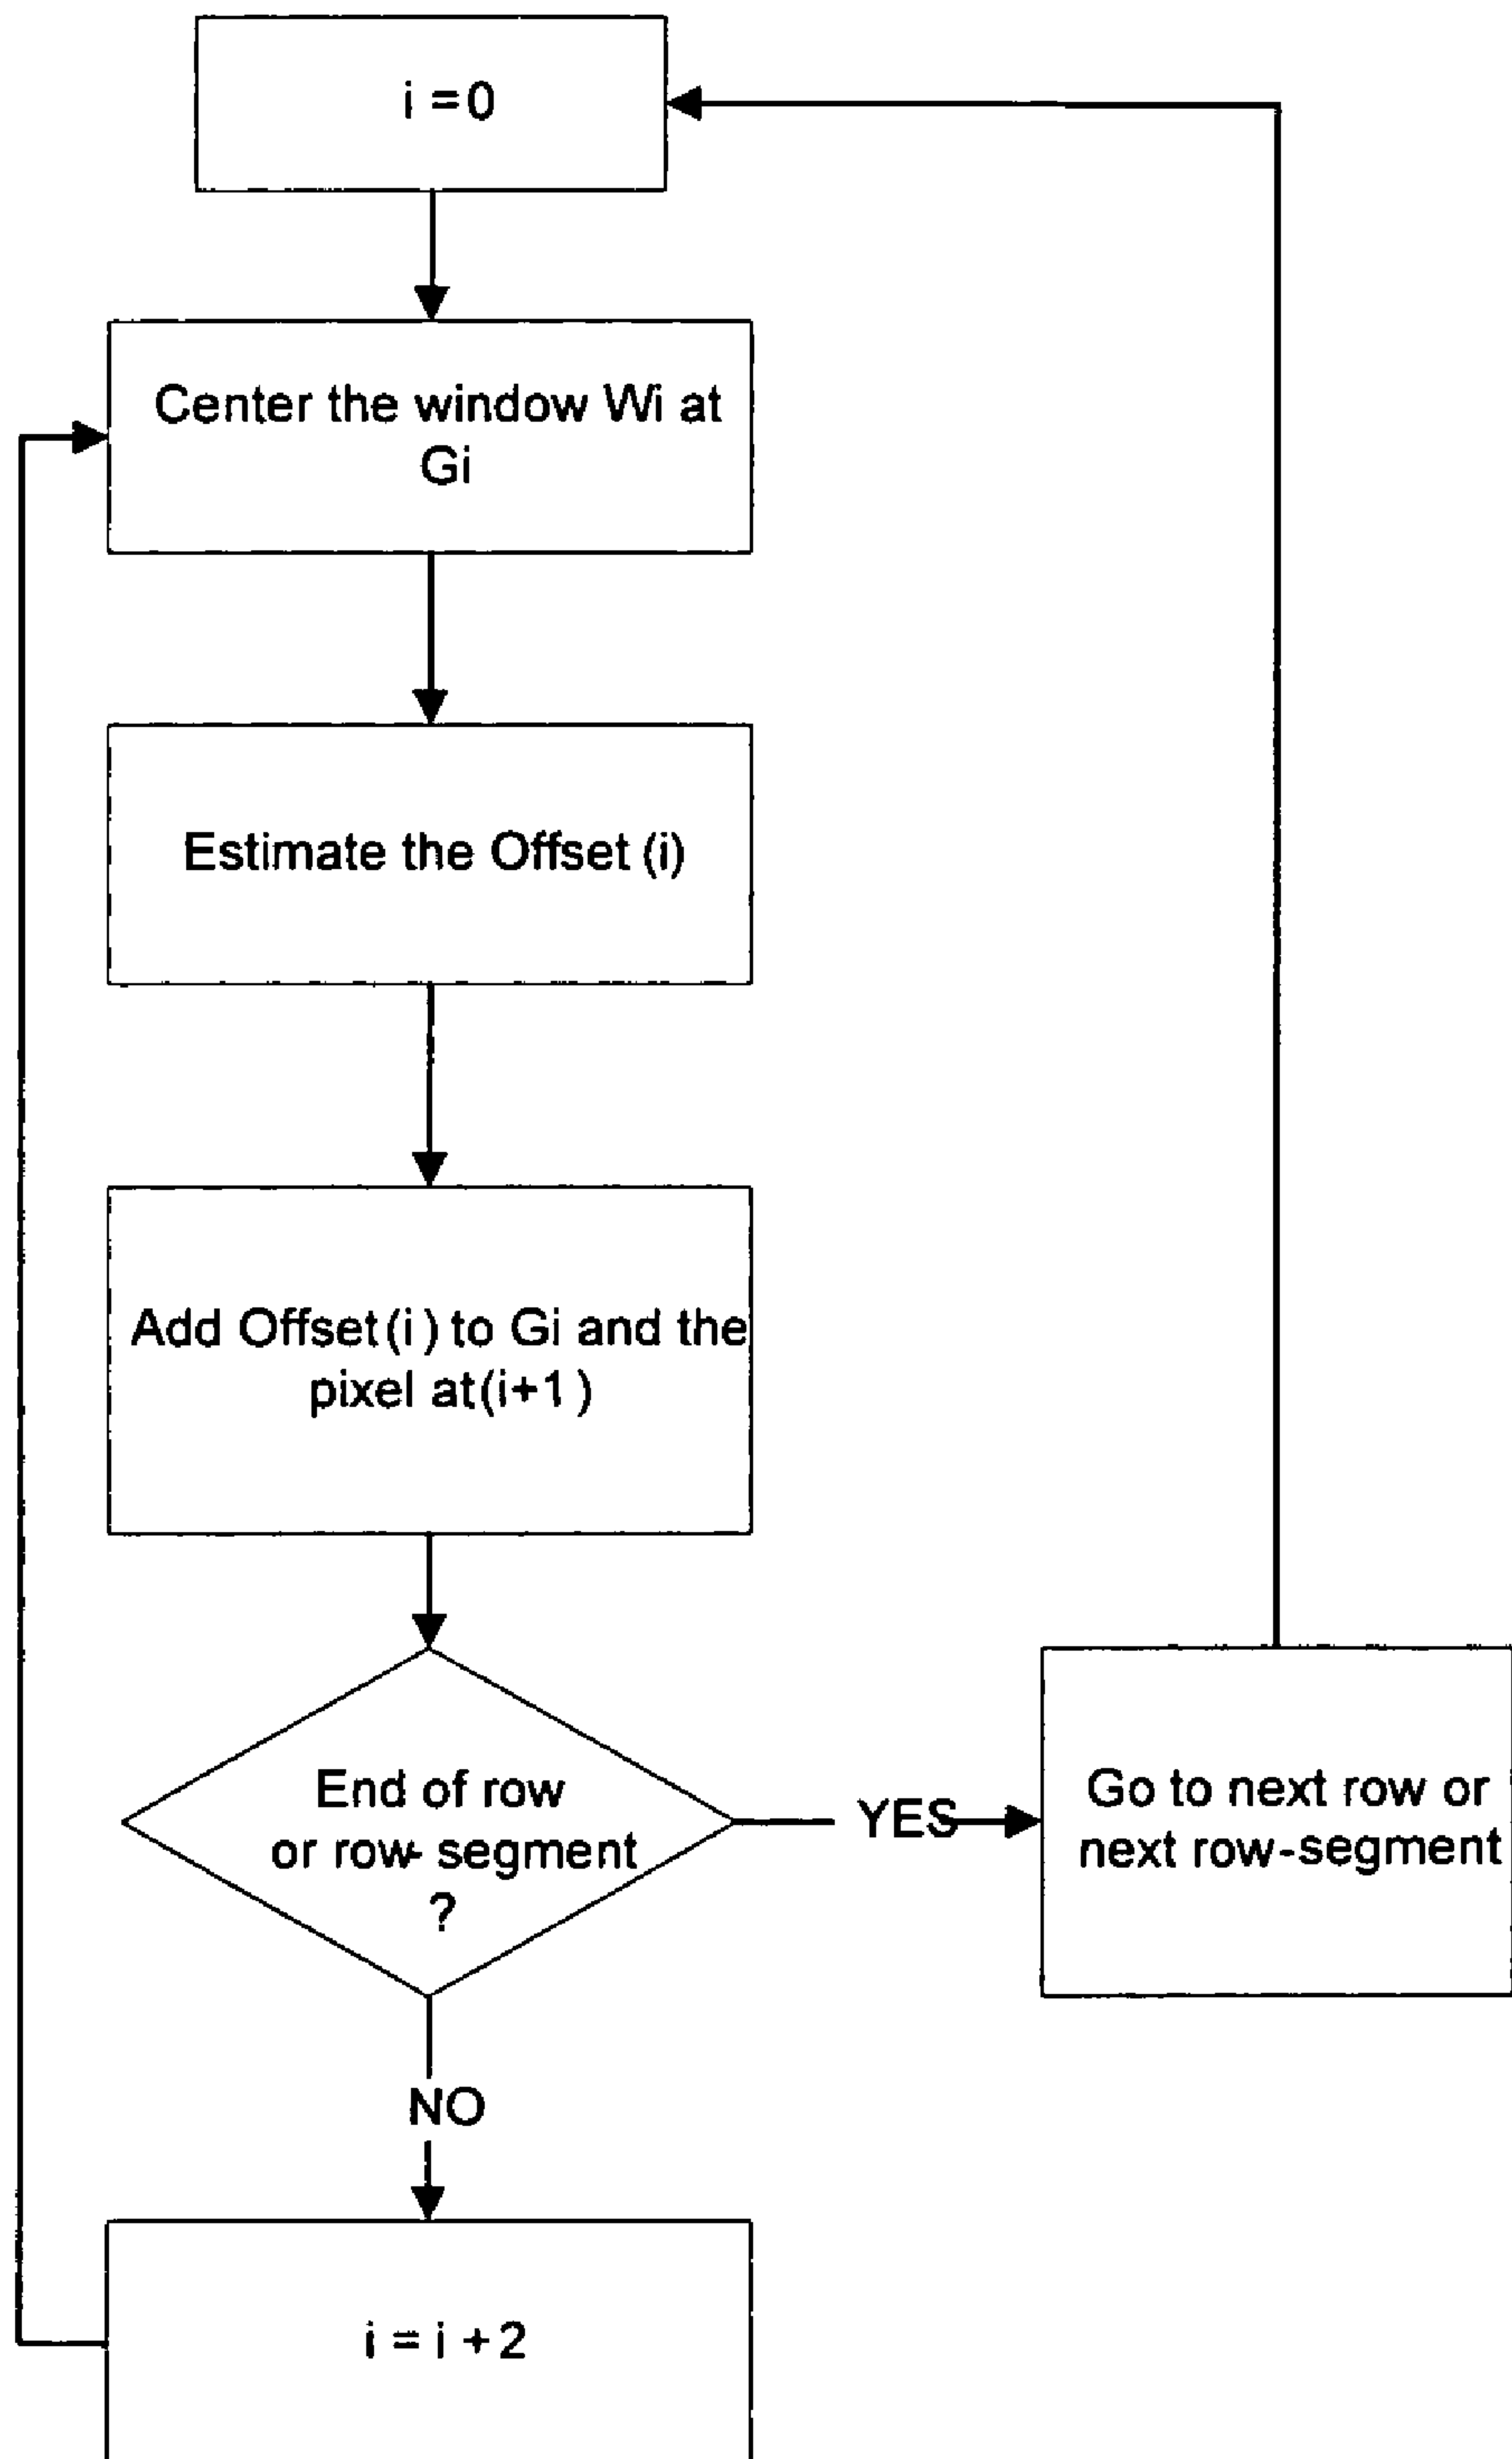 i = 0
Center the window Wi at
Gi
Estimate the Offset (i)
Add Offset(i) to Gi and the
pixel at(i+1)
End of row
or row- segment
?
YES
Go to next row or
next row-segment
NO
i = i + 2